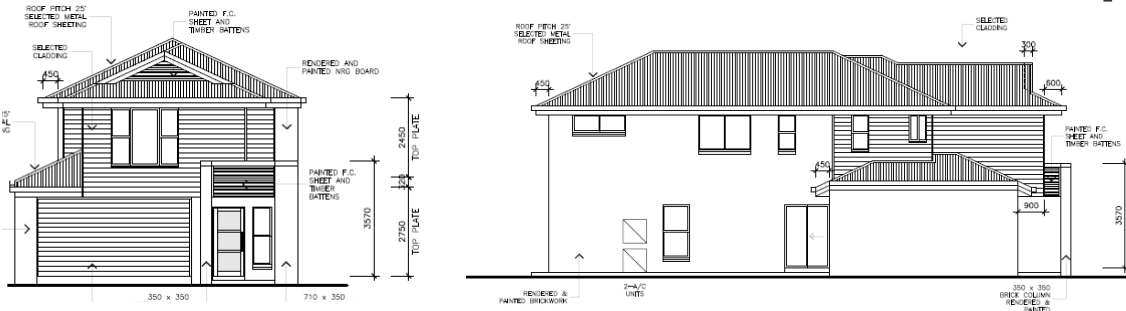 ROOF PITCH 25°
SELECTED METAL
ROOF SHEETING
PAINTED F.C.
SHEET AND
TIMBER BATTENS
SELECTED
CLADDING
450
RENDERED AND
PAINTED NRG BOARD
2450
TOP PLATE
320
2750
TOP PLATE
3570
PAINTED F.C.
SHEET AND
TIMBER
BATTENS
350 x 350
710 x 350
ROOF PITCH 25°
SELECTED METAL
ROOF SHEETING
SELECTED
CLADDING
300
450
600
PAINTED F.C.
SHEET AND
TIMBER BATTENS
450
900
3570
RENDERED &
PAINTED BRICKWORK
2-A/C
UNITS
350 x 350
BRICK COLUMN
RENDERED &
PAINTED